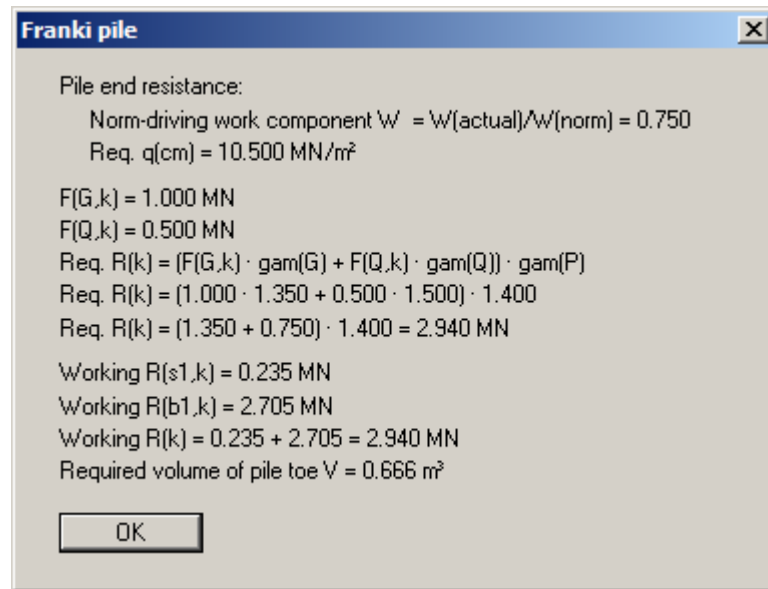 Franki pile
Pile end resistance:
Norm-driving work component W  = W(actual)/W(norm) = 0.750
Req. q(cm) = 10.500 MN/m²
F(G,k) = 1.000 MN
F(Q,k) = 0.500 MN
Req. R(k) = (F(G,k) · gam(G) + F(Q,k) · gam(Q)) · gam(P)
Req. R(k) = (1.000 · 1.350 + 0.500 · 1.500) · 1.400
Req. R(k) = (1.350 + 0.750) · 1.400 = 2.940 MN
Working R(s1,k) = 0.235 MN
Working R(b1,k) = 2.705 MN
Working R(k) = 0.235 + 2.705 = 2.940 MN
Required volume of pile toe V = 0.666 m³
OK